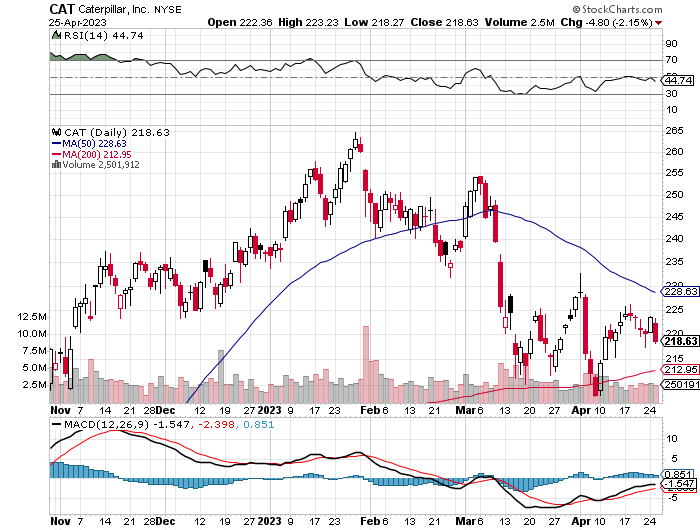 CAT Caterpillar, Inc. NYSE © StockCharts.com
25-Apr-2023 Open 222.36 High 223.23 Low 218.27 Close 218.63 Volume 2.5M Chg -4.80 (-2.15%)
RSI(14) 44.74
90
70
44.74
30
10
CAT (Daily) 218.63
MA(50) 228.63
MA(200) 212.95
Volume 2,501,912
265
260
255
250
245
240
235
230
228.63
225
220
218.63
215
212.95
12.5M
10.0M
7.5M
5.0M
2.5M
Nov 7 14 21 28 Dec 12 19 27 2023 9 17 23 Feb 6 13 21 Mar 6 13 20 27 Apr 10 17 24
MACD(12,26,9) -1.547, -2.398, 0.851
10
5
0.851
-1.547
-5
Nov 7 14 21 28 Dec 12 19 27 2023 9 17 23 Feb 6 13 21 Mar 6 13 20 27 Apr 10 17 24